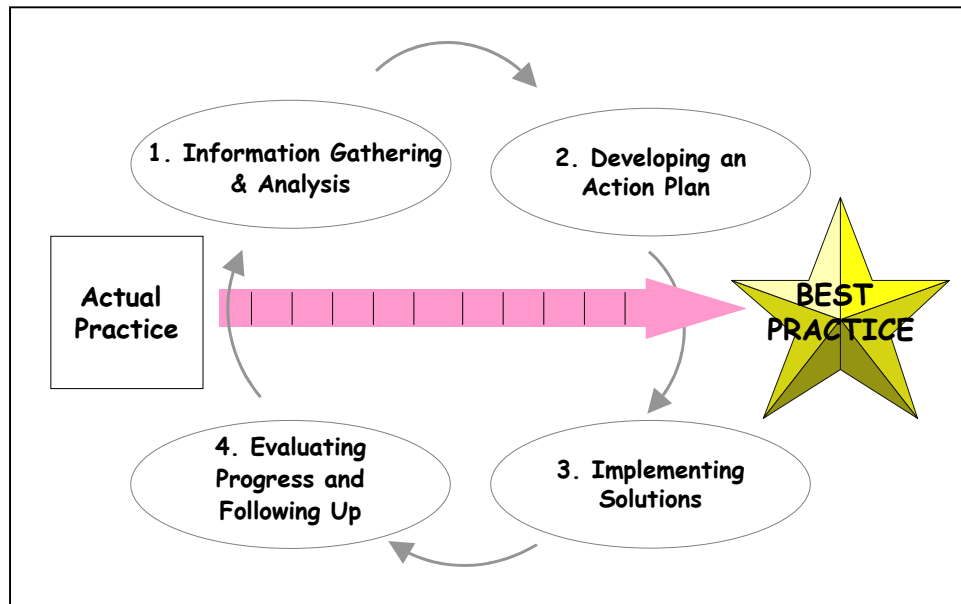 1. Information Gathering
& Analysis
2. Developing an
Action Plan
Actual
Practice
BEST
PRACTICE
4. Evaluating
Progress and
Following Up
3. Implementing
Solutions